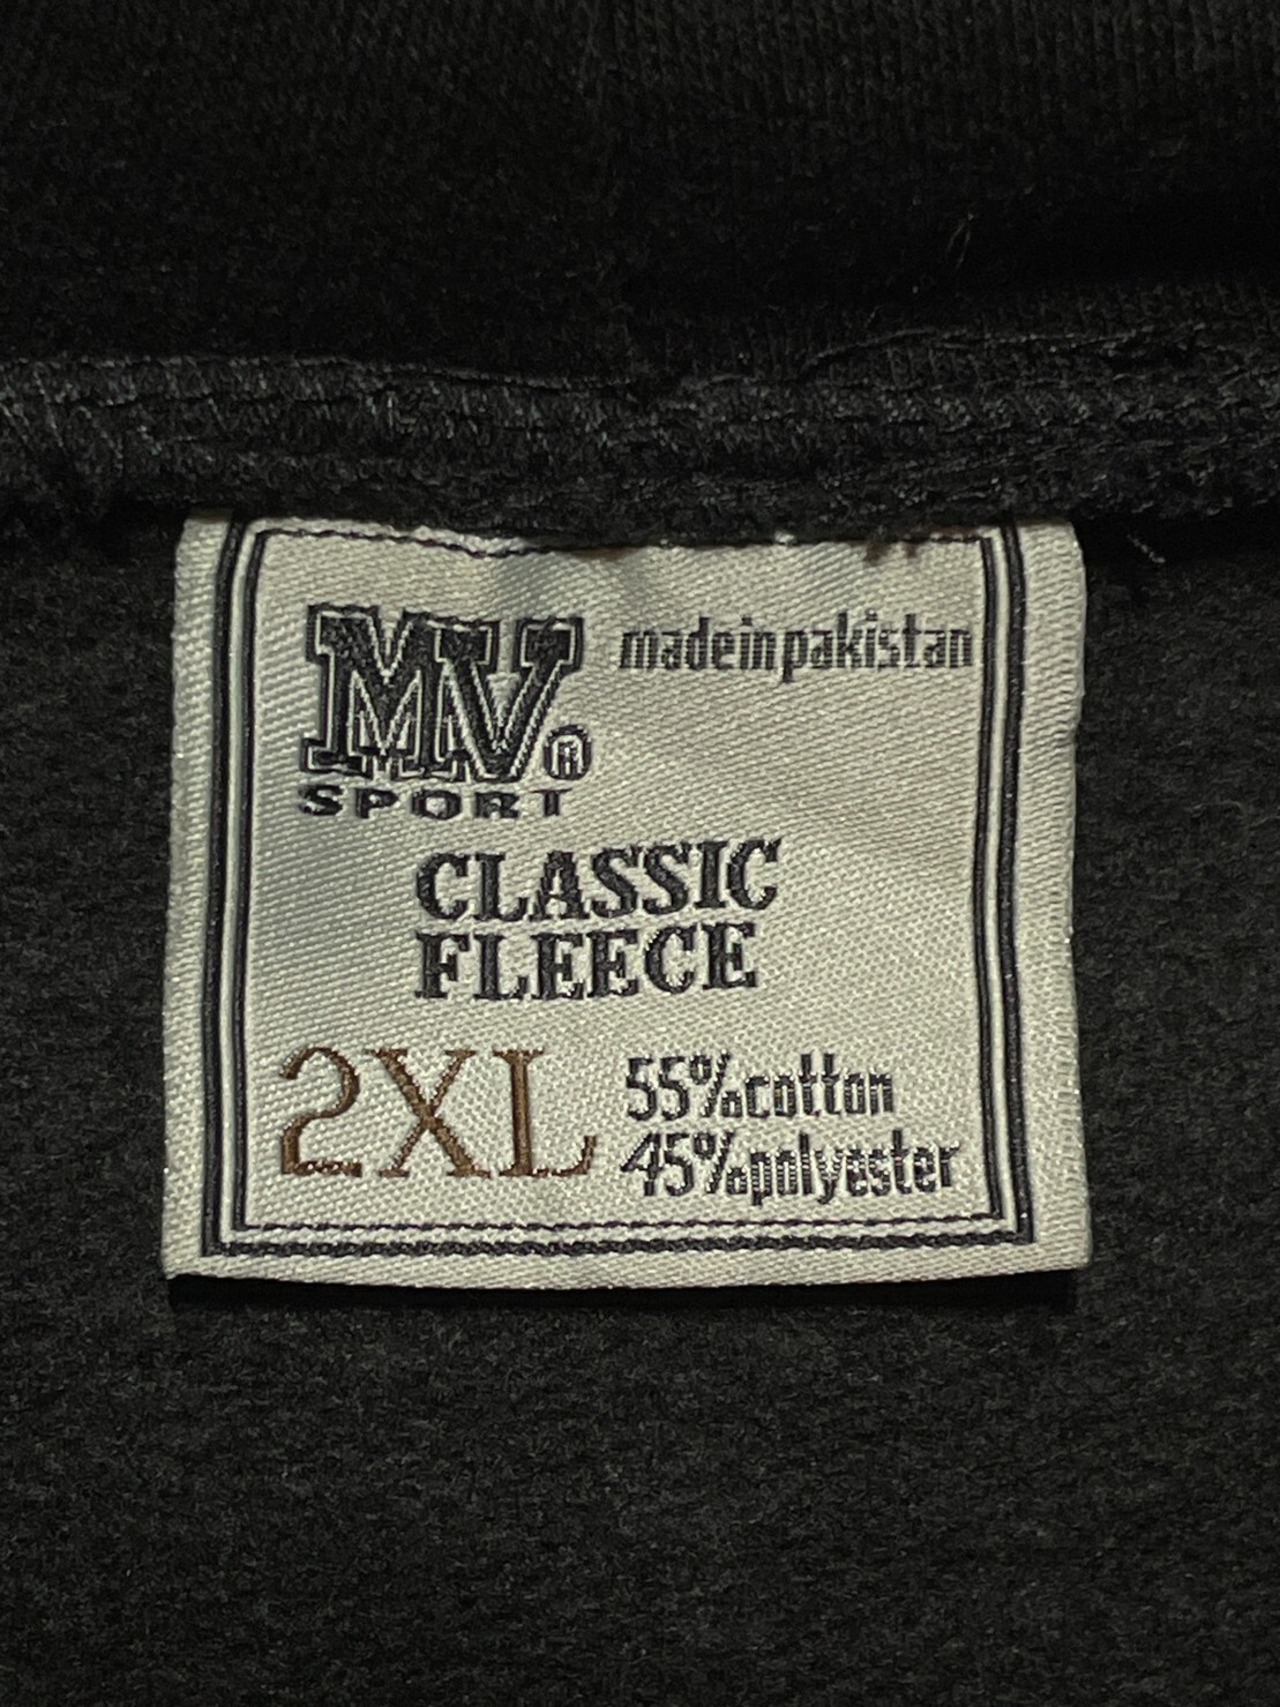 MV®
SPORT
madeinpakistan
CLASSIC
FLEECE
2XL
55%cotton
45%polyester